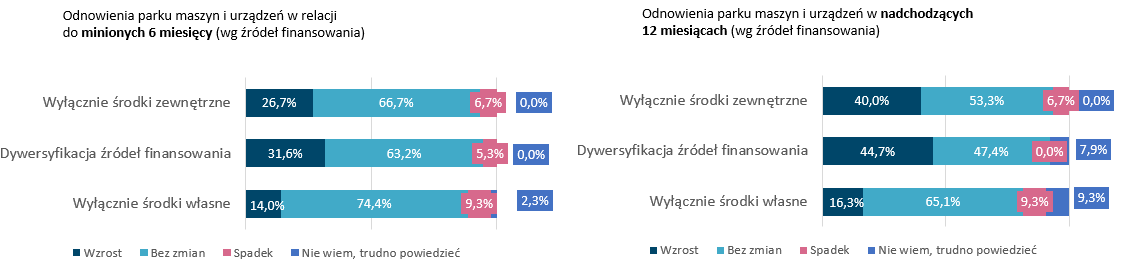 Odnowienia parku maszyn i urządzeń w relacji
do minionych 6 miesięcy (wg źródeł finansowania)
Wyłącznie środki zewnętrzne
26,7%
66,7%
6,7%
0,0%
Dywersyfikacja źródeł finansowania
31,6%
63,2%
5,3%
0,0%
Wyłącznie środki własne
14,0%
74,4%
9,3%
2,3%
Wzrost
Bez zmian
Spadek
Nie wiem, trudno powiedzieć
Odnowienia parku maszyn i urządzeń w nadchodzących
12 miesiącach (wg źródeł finansowania)
Wyłącznie środki zewnętrzne
40,0%
53,3%
6,7%
0,0%
Dywersyfikacja źródeł finansowania
44,7%
47,4%
0,0%
7,9%
Wyłącznie środki własne
16,3%
65,1%
9,3%
9,3%
Wzrost
Bez zmian
Spadek
Nie wiem, trudno powiedzieć